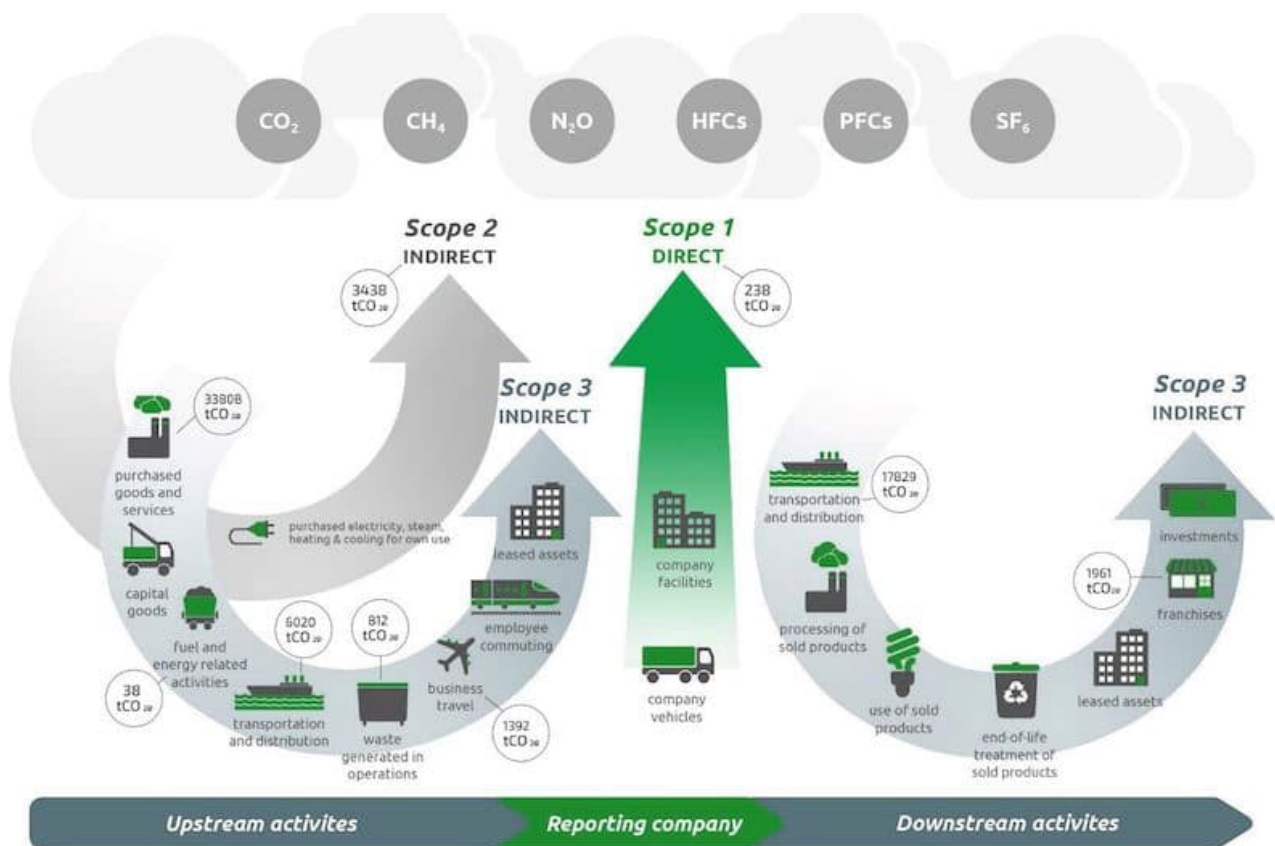 CO₂
CH₄
N₂O
HFCs
PFCs
SF₆
Scope 2
INDIRECT
3438
tCO₂ₑ
Scope 1
DIRECT
238
tCO₂ₑ
Scope 3
INDIRECT
Scope 3
INDIRECT
33808
tCO₂ₑ
purchased
goods and
services
capital
goods
fuel and
energy related
activities
38
tCO₂ₑ
purchased electricity, steam,
heating & cooling for own use
6020
tCO₂ₑ
transportation
and distribution
812
tCO₂ₑ
waste
generated in
operations
business
travel
1392
tCO₂ₑ
employee
commuting
leased assets
company
facilities
company
vehicles
transportation
and distribution
17829
tCO₂ₑ
processing of
sold products
use of sold
products
end-of-life
treatment of
sold products
leased assets
1961
tCO₂ₑ
franchises
investments
Upstream activites
Reporting company
Downstream activites